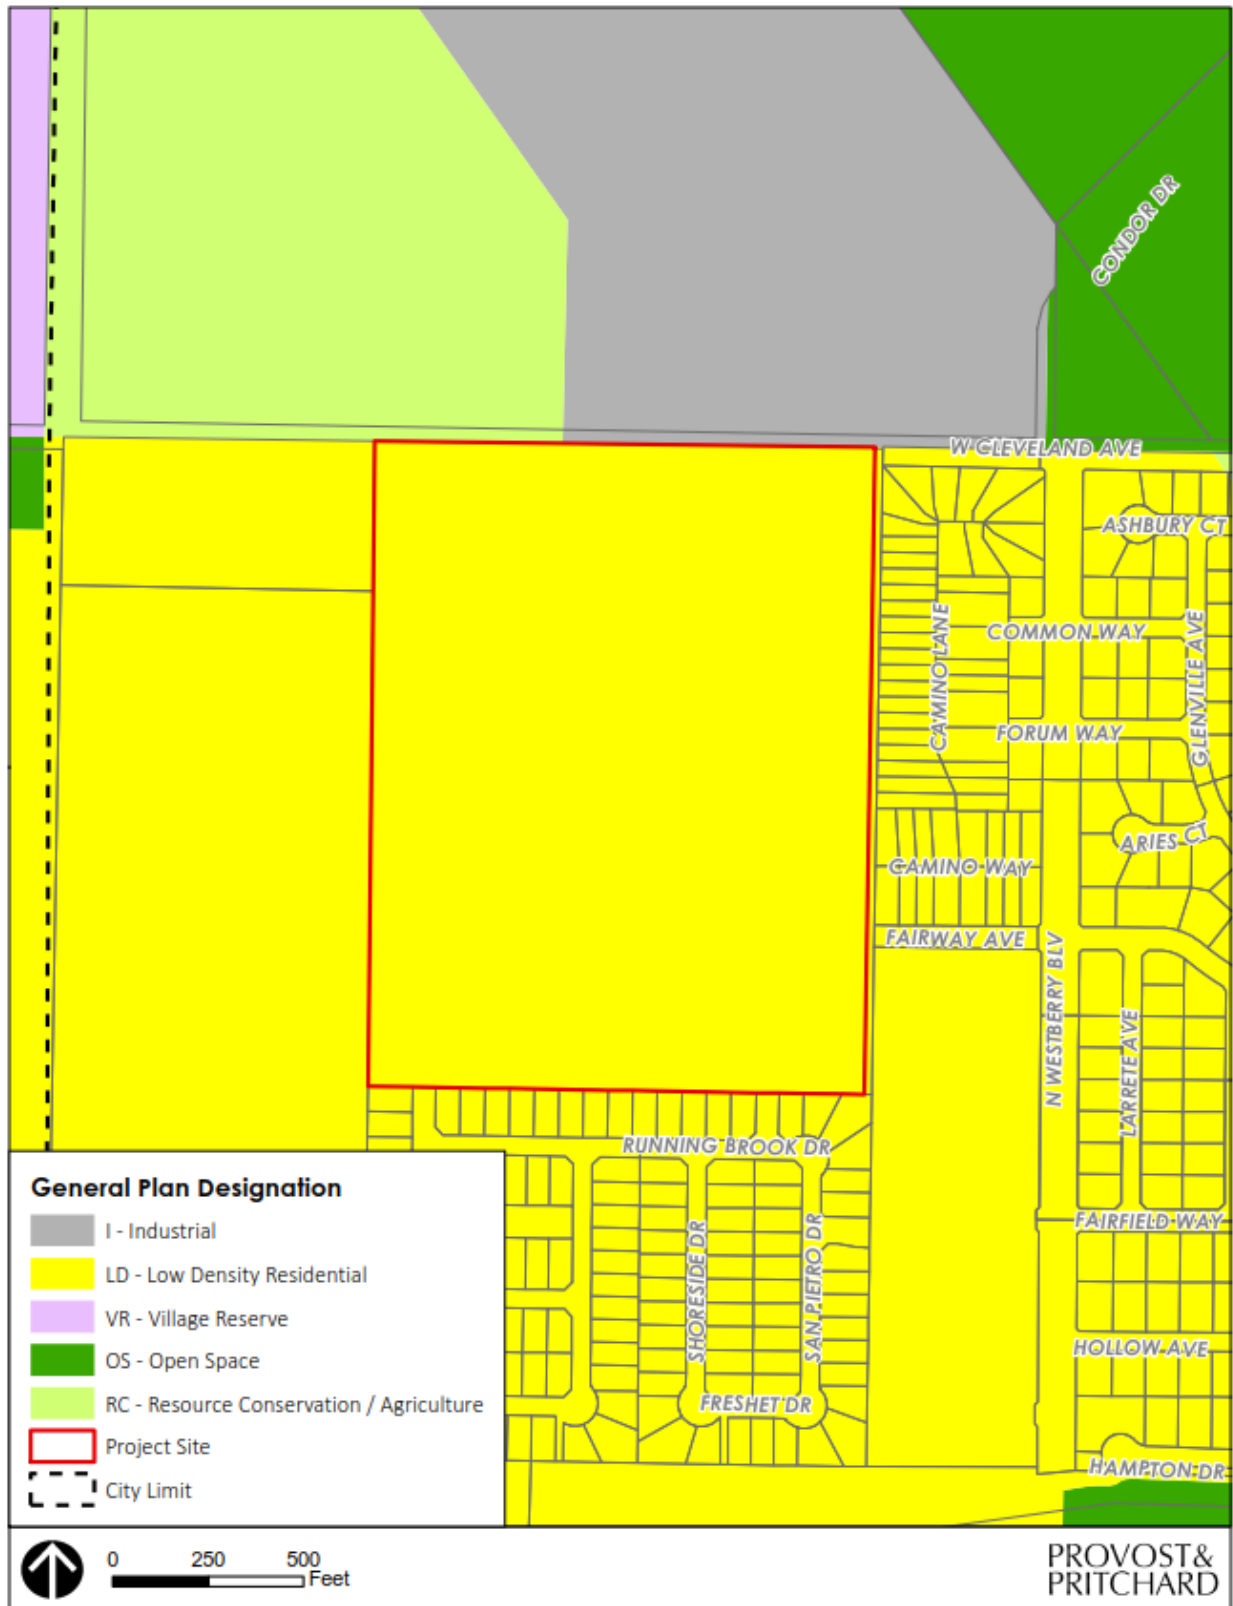 CONDOR DR
W CLEVELAND AVE
ASHBURY CT
COMMON WAY
CAMINO LANE
GLENVILLE AVE
FORUM WAY
ARIES CT
CAMINO WAY
FAIRWAY AVE
N WESTBERRY BLV
LARRETE AVE
RUNNING BROOK DR
FAIRFIELD WAY
SHORESIDE DR
SAN PIETRO DR
HOLLOW AVE
FRESHET DR
HAMPTON DR
General Plan Designation
I - Industrial
LD - Low Density Residential
VR - Village Reserve
OS - Open Space
RC - Resource Conservation / Agriculture
Project Site
City Limit
0 250 500
Feet
PROVOST&
PRITCHARD